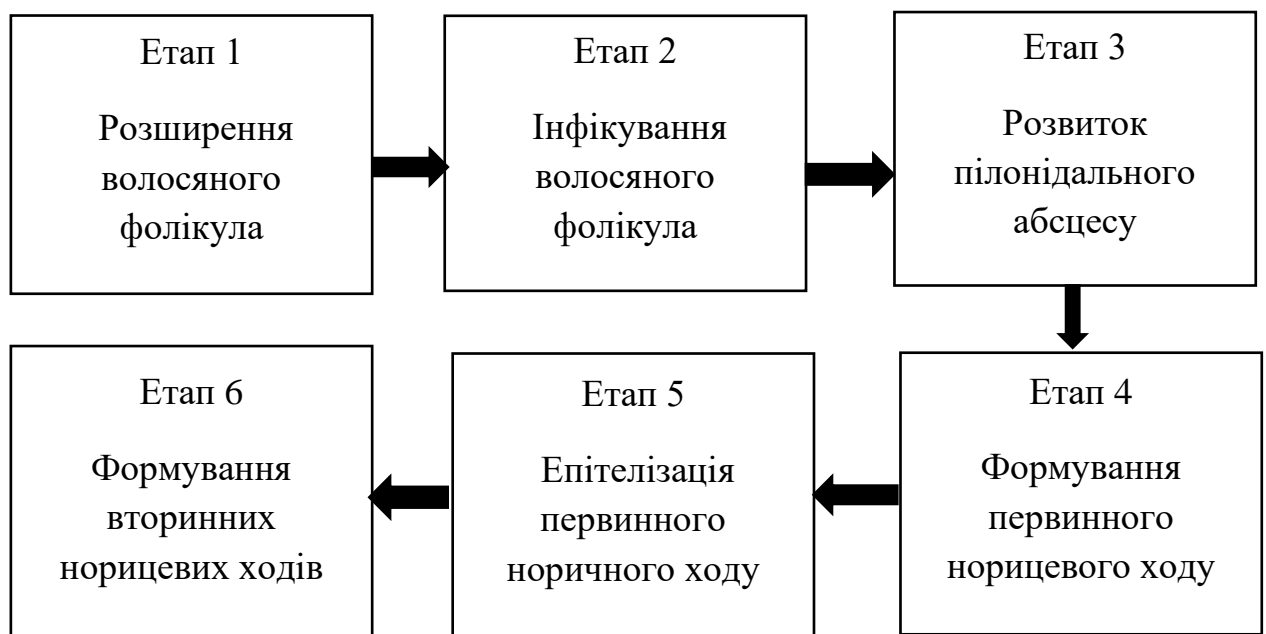 Етап 1
Розширення
волосяного
фолікула
Етап 2
Інфікування
волосяного
фолікула
Етап 3
Розвиток
пілонідального
абсцесу
Етап 4
Формування
первинного
норицевого ходу
Етап 5
Епітелізація
первинного
норичного ходу
Етап 6
Формування
вторинних
норицевих ходів